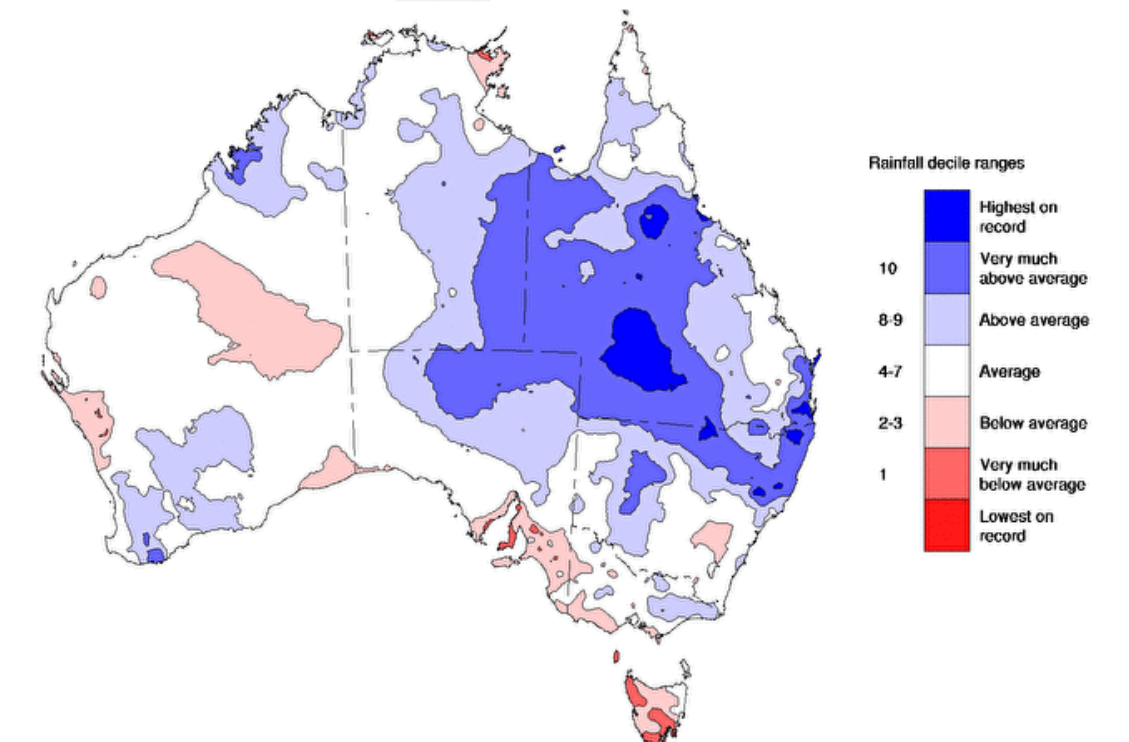 Rainfall decile ranges
Highest on
record
10
Very much
above average
8-9
Above average
4-7
Average
2-3
Below average
1
Very much
below average
Lowest on
record